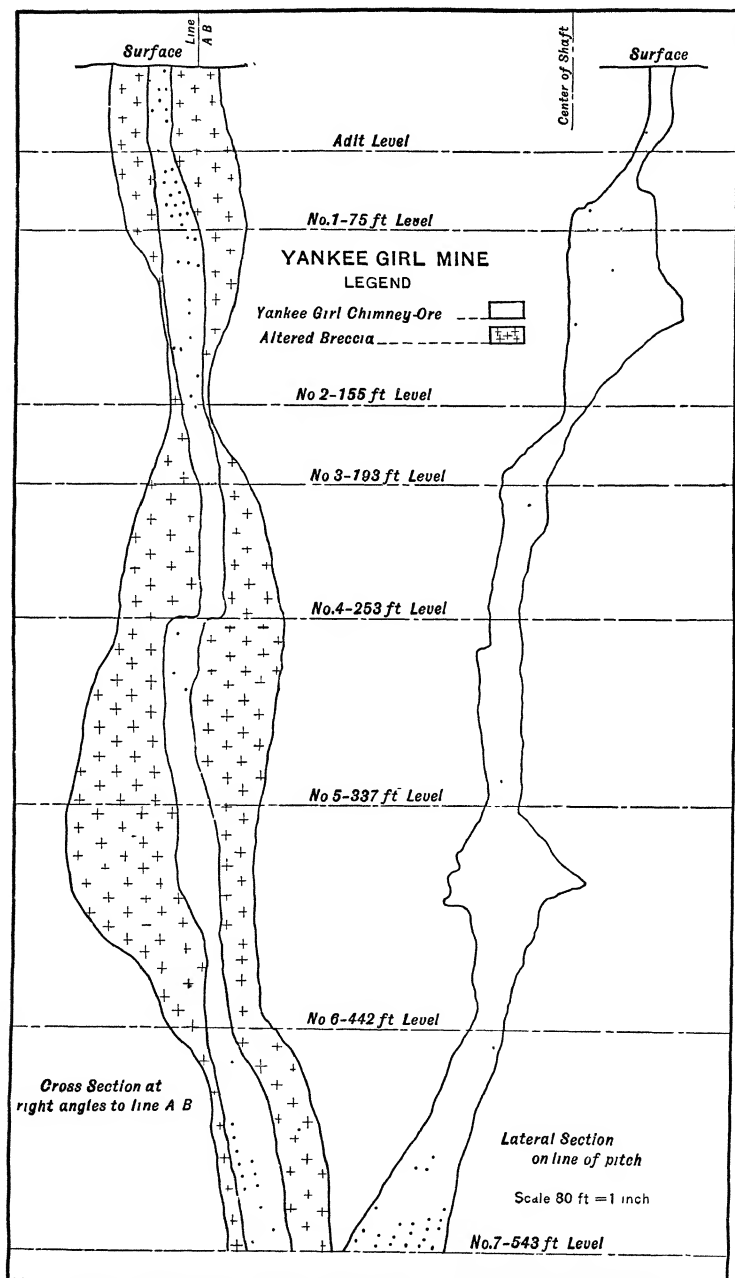 Surface
Line
A B
Center of Shaft
Surface
Adit Level
No.1-75 ft Level
YANKEE GIRL MINE
LEGEND
Yankee Girl Chimney-Ore
Altered Breccia
No 2-155 ft Level
No 3-193 ft Level
No.4-253 ft Level
No 5-337 ft Level
No 6-442 ft Level
Cross Section at
right angles to line A B
Lateral Section
on line of pitch
Scale 80 ft = 1 inch
No.7-543 ft Level